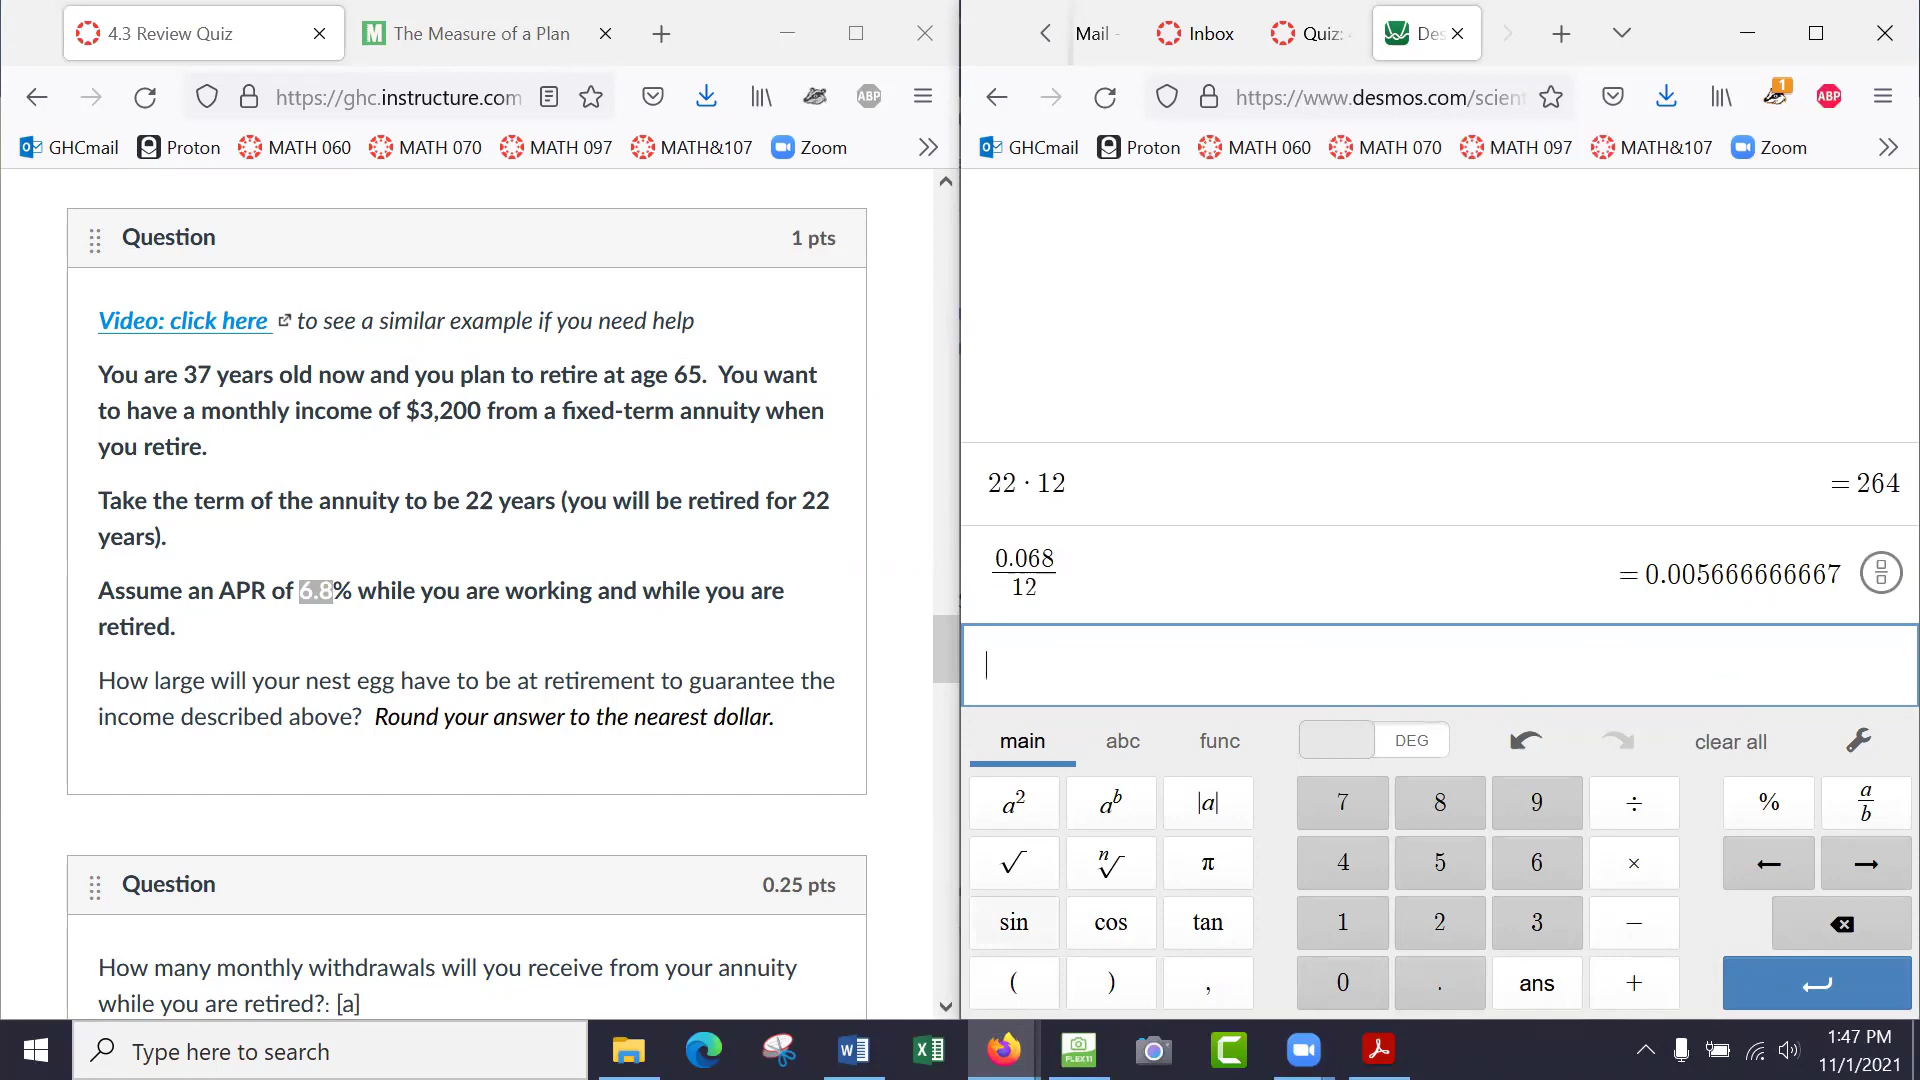 4.3 Review Quiz
The Measure of a Plan
https://ghc.instructure.com
ABP
GHCmail
Proton
MATH 060
MATH 070
MATH 097
MATH&107
Zoom
Question
1 pts
Video: click here to see a similar example if you need help
You are 37 years old now and you plan to retire at age 65. You want
to have a monthly income of $3,200 from a fixed-term annuity when
you retire.
Take the term of the annuity to be 22 years (you will be retired for 22
years).
Assume an APR of 6.8% while you are working and while you are
retired.
How large will your nest egg have to be at retirement to guarantee the
income described above? Round your answer to the nearest dollar.
Question
0.25 pts
How many monthly withdrawals will you receive from your annuity
while you are retired?: [a]
Mail
Inbox
Quiz:
Des
https://www.desmos.com/scient
1
ABP
GHCmail
Proton
MATH 060
MATH 070
MATH 097
MATH&107
Zoom
22 · 12
= 264
0.068
12
= 0.005666666667
main
abc
func
DEG
clear all
a²
aᵇ
|a|
7
8
9
÷
%
a
b
√
ⁿ√
π
4
5
6
×
←
→
sin
cos
tan
1
2
3
−
(
)
,
0
.
ans
+
Type here to search
PLEX11
1:47 PM
11/1/2021